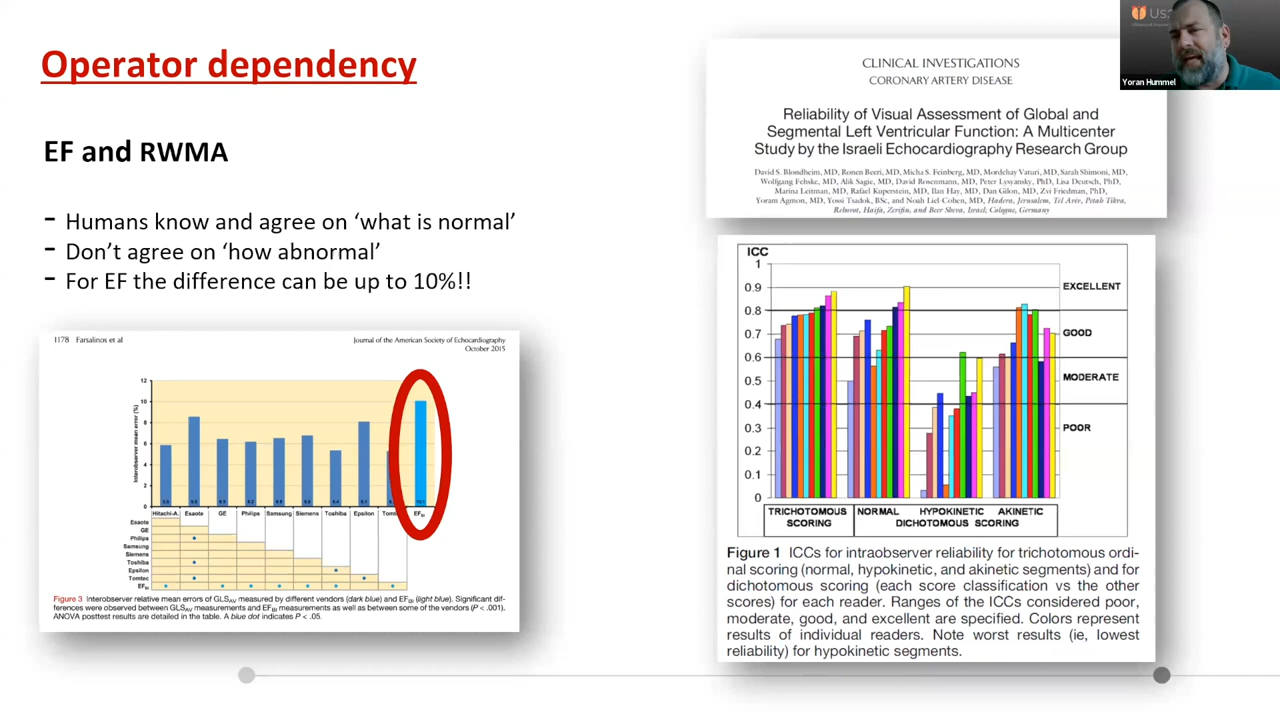 Operator dependency
EF and RWMA
- Humans know and agree on ‘what is normal’
- Don’t agree on ‘how abnormal’
- For EF the difference can be up to 10%!!
1178 Farsalinos et al
Journal of the American Society of Echocardiography
October 2015
Interobserver mean error (%)
12
10
8
6
4
2
0
Hitachi-A. Esaote GE Philips Samsung Siemens Toshiba Epsilon EFBI
Esaote
GE
Philips
Samsung
Siemens
Toshiba
Epsilon
Tomtec
EFBI
Figure 3 Interobserver relative mean errors of GLSAV measured by different vendors (dark blue) and EFBI (light blue). Significant dif-
ferences were observed between GLSAV measurements and EFBI measurements as well as between some of the vendors (P < .001).
ANOVA posttest results are detailed in the table. A blue dot indicates P < .05.
CLINICAL INVESTIGATIONS
CORONARY ARTERY DISEASE
Reliability of Visual Assessment of Global and
Segmental Left Ventricular Function: A Multicenter
Study by the Israeli Echocardiography Research Group
David S. Blondheim, MD, Ronen Beeri, MD, Micha S. Feinberg, MD, Mordehay Vaturi, MD, Sarah Shimoni, MD,
Wolfgang Fehske, MD, Alik Sagie, MD, David Rosenmann, MD, Peter Lysyansky, PhD, Lisa Deutsch, PhD,
Marina Leitman, MD, Rafael Kuperstein, MD, Ilan Hay, MD, Dan Gilon, MD, Zvi Friedman, PhD,
Yoram Agmon, MD, Yossi Tsadok, BSc, and Noah Liel-Cohen, MD, Hadera, Jerusalem, Tel Aviv, Petah Tikva,
Rehovot, Haifa, Zerifin, and Beer Sheva, Israel; Cologne, Germany
ICC
1
0.9
0.8
0.7
0.6
0.5
0.4
0.3
0.2
0.1
0
EXCELLENT
GOOD
MODERATE
POOR
TRICHOTOMOUS SCORING
NORMAL HYPOKINETIC AKINETIC
DICHOTOMOUS SCORING
Figure 1 ICCs for intraobserver reliability for trichotomous ordi-
nal scoring (normal, hypokinetic, and akinetic segments) and for
dichotomous scoring (each score classification vs the other
scores) for each reader. Ranges of the ICCs considered poor,
moderate, good, and excellent are specified. Colors represent
results of individual readers. Note worst results (ie, lowest
reliability) for hypokinetic segments.
Yoran Hummel